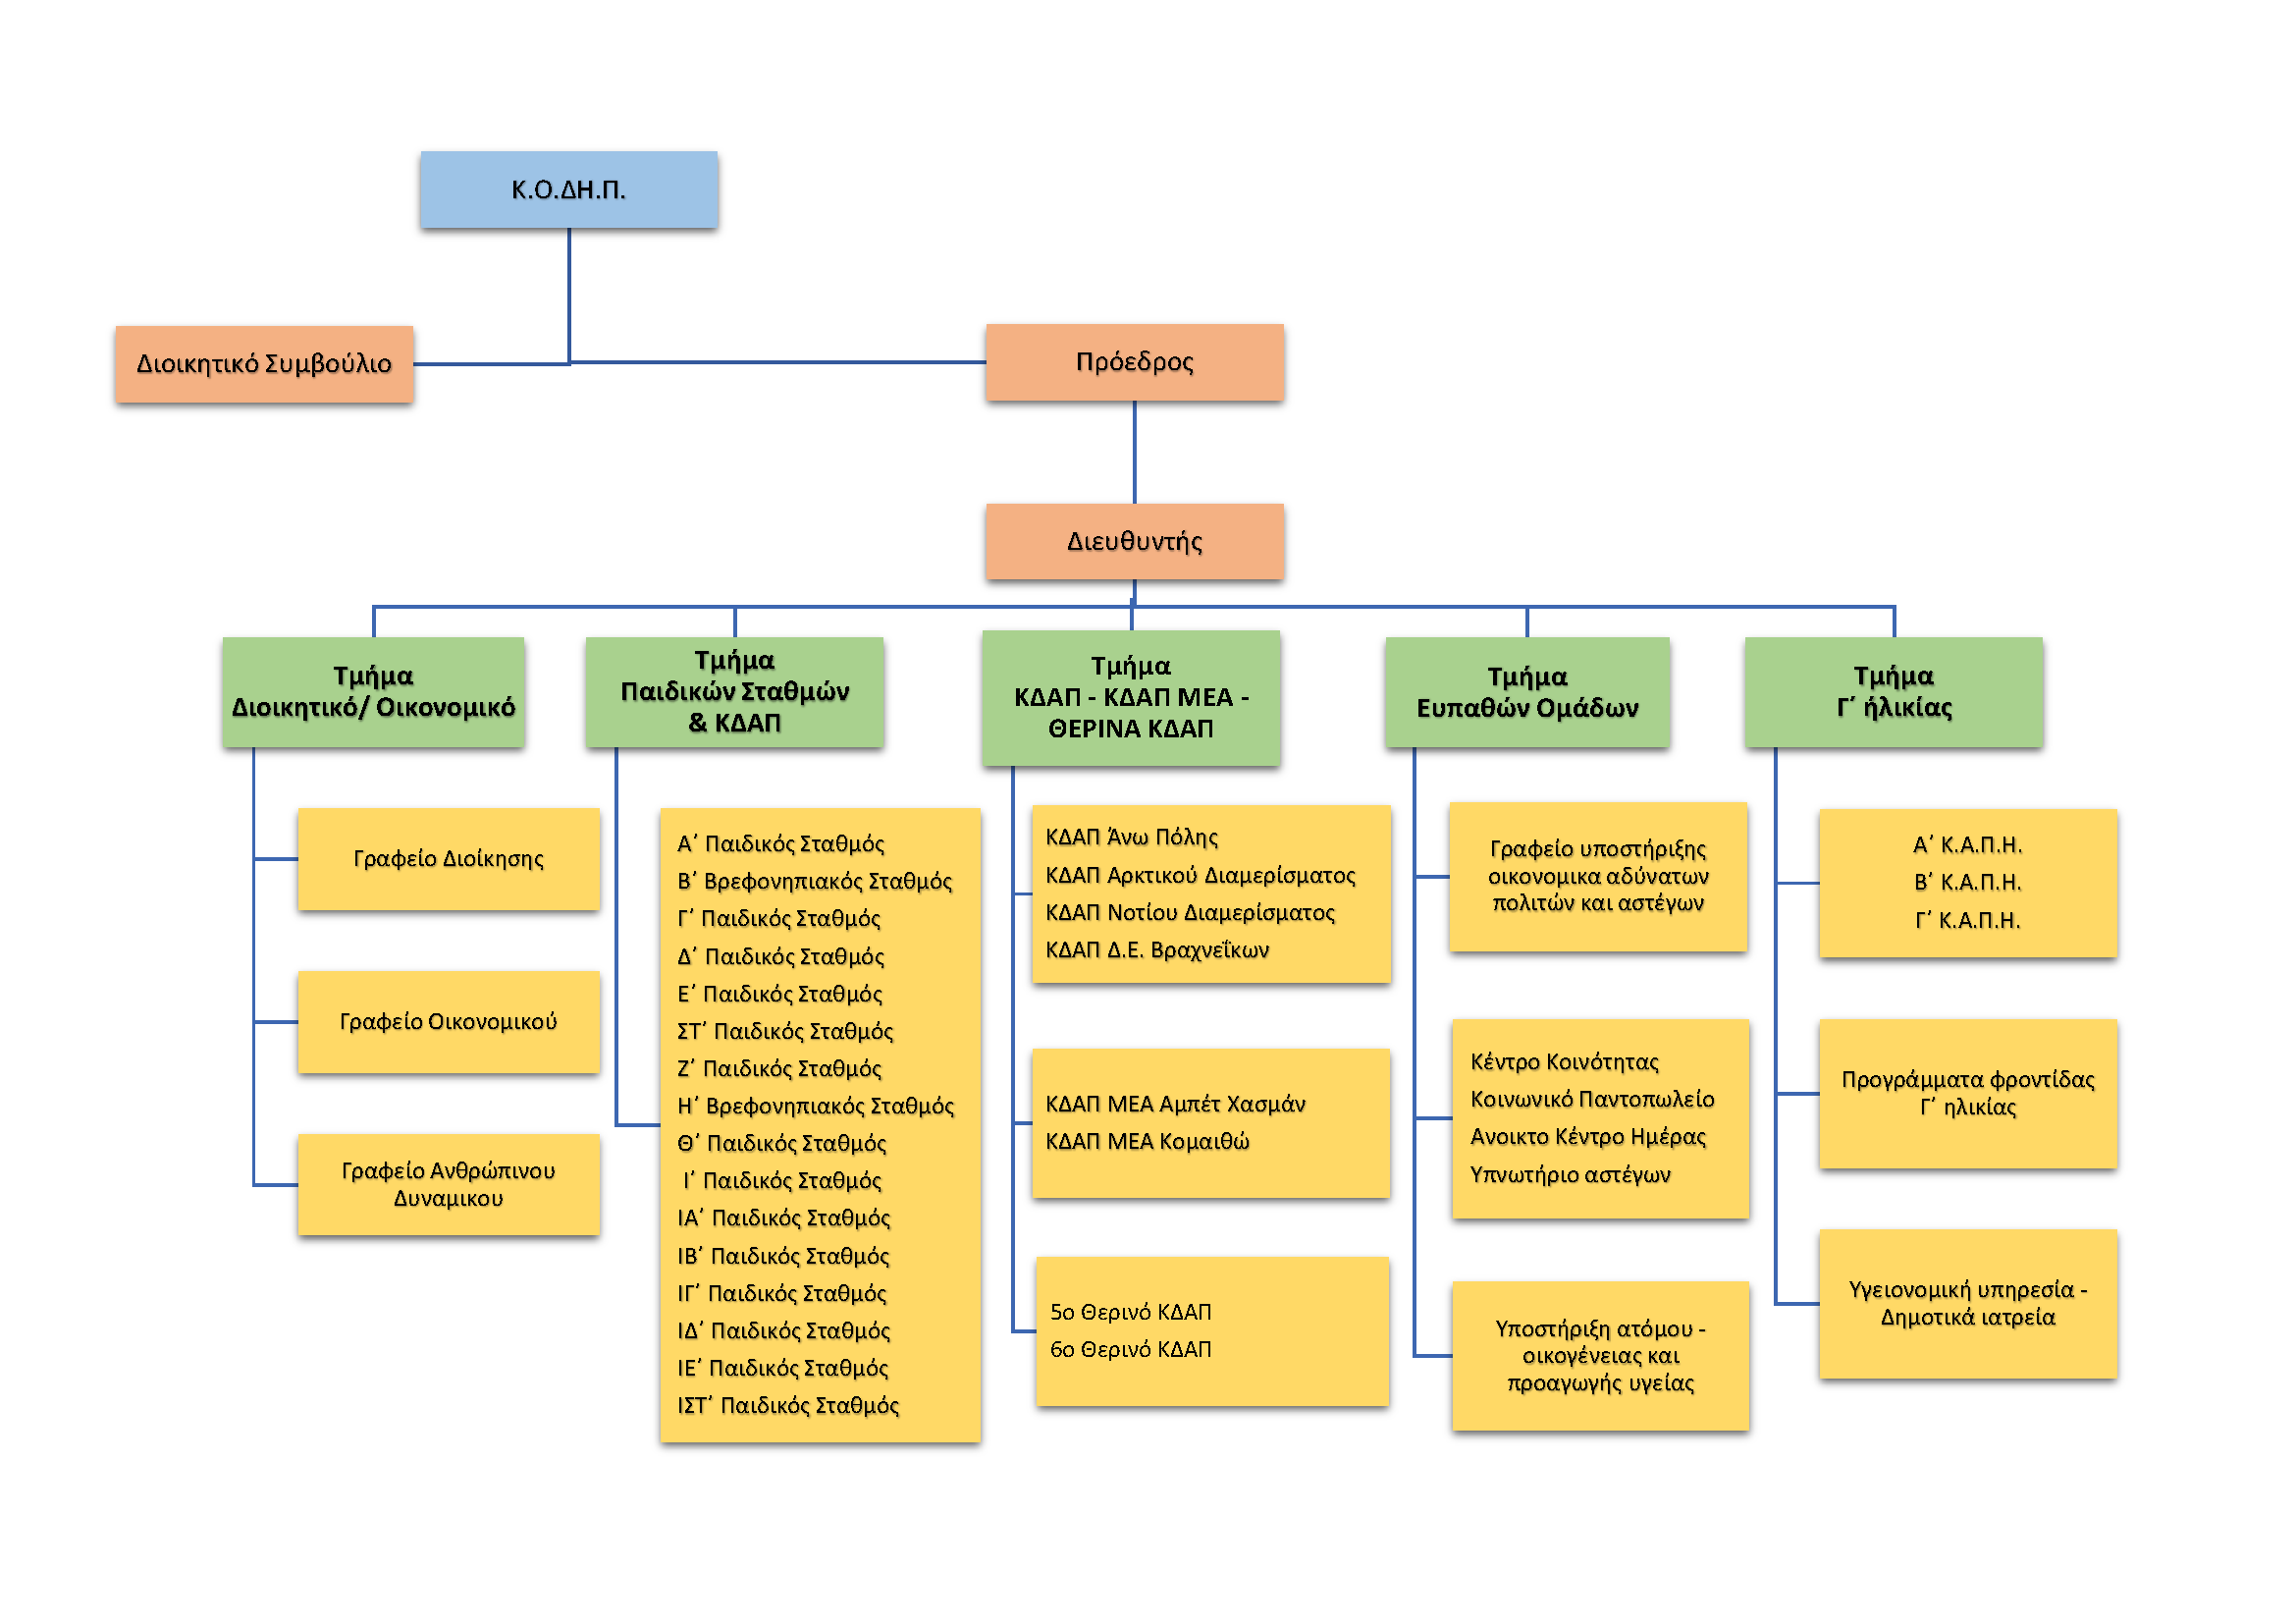 Κ.Ο.ΔΗ.Π.
Διοικητικό Συμβούλιο
Πρόεδρος
Διευθυντής
Τμήμα
Διοικητικό/ Οικονομικό
Γραφείο Διοίκησης
Γραφείο Οικονομικού
Γραφείο Ανθρώπινου
Δυναμικου
Τμήμα
Παιδικών Σταθμών
& ΚΔΑΠ
Α΄ Παιδικός Σταθμός
Β΄ Βρεφονηπιακός Σταθμός
Γ΄ Παιδικός Σταθμός
Δ΄ Παιδικός Σταθμός
Ε΄ Παιδικός Σταθμός
ΣΤ΄ Παιδικός Σταθμός
Ζ΄ Παιδικός Σταθμός
Η΄ Βρεφονηπιακός Σταθμός
Θ΄ Παιδικός Σταθμός
Ι΄ Παιδικός Σταθμός
ΙΑ΄ Παιδικός Σταθμός
ΙΒ΄ Παιδικός Σταθμός
ΙΓ΄ Παιδικός Σταθμός
ΙΔ΄ Παιδικός Σταθμός
ΙΕ΄ Παιδικός Σταθμός
ΙΣΤ΄ Παιδικός Σταθμός
Τμήμα
ΚΔΑΠ - ΚΔΑΠ ΜΕΑ -
ΘΕΡΙΝΑ ΚΔΑΠ
ΚΔΑΠ Άνω Πόλης
ΚΔΑΠ Αρκτικού Διαμερίσματος
ΚΔΑΠ Νοτίου Διαμερίσματος
ΚΔΑΠ Δ.Ε. Βραχνεΐκων
ΚΔΑΠ ΜΕΑ Αμπέτ Χασμάν
ΚΔΑΠ ΜΕΑ Κομαιθώ
5ο Θερινό ΚΔΑΠ
6ο Θερινό ΚΔΑΠ
Τμήμα
Ευπαθών Ομάδων
Γραφείο υποστήριξης
οικονομικα αδύνατων
πολιτών και αστέγων
Κέντρο Κοινότητας
Κοινωνικό Παντοπωλείο
Ανοικτο Κέντρο Ημέρας
Υπνωτήριο αστέγων
Υποστήριξη ατόμου -
οικογένειας και
προαγωγής υγείας
Τμήμα
Γ΄ ήλικίας
Α΄ Κ.Α.Π.Η.
Β΄ Κ.Α.Π.Η.
Γ΄ Κ.Α.Π.Η.
Προγράμματα φροντίδας
Γ΄ ηλικίας
Υγειονομική υπηρεσία -
Δημοτικά ιατρεία